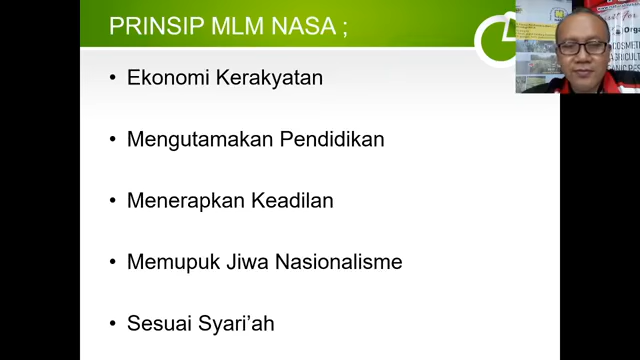 PRINSIP MLM NASA ;
• Ekonomi Kerakyatan
• Mengutamakan Pendidikan
• Menerapkan Keadilan
• Memupuk Jiwa Nasionalisme
• Sesuai Syari'ah